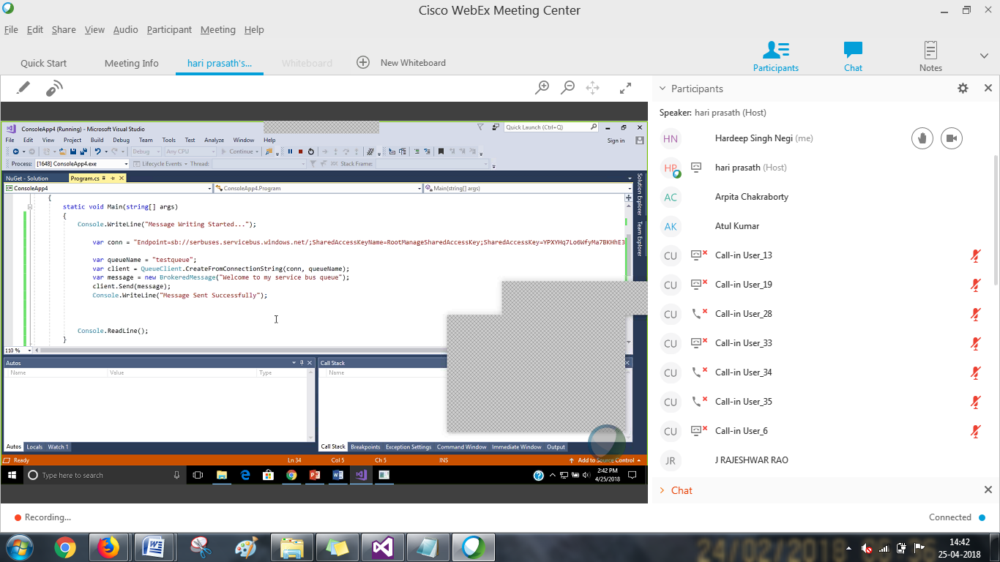 Cisco WebEx Meeting Center
File Edit Share View Audio Participant Meeting Help
Quick Start Meeting Info hari prasath's... Whiteboard New Whiteboard
Participants Chat Notes
ConsoleApp4 (Running) - Microsoft Visual Studio
Quick Launch (Ctrl+Q)
File Edit View Project Build Debug Team Tools Test Analyze Window Help
Sign in
Debug Any CPU Continue
Process: [1648] ConsoleApp4.exe Lifecycle Events Thread: Stack Frame:
NuGet - Solution Program.cs
ConsoleApp4 ConsoleApp4.Program Main(string[] args)
{
static void Main(string[] args)
{
Console.WriteLine("Message Writing Started...");
var conn = "Endpoint=sb://serbuses.servicebus.windows.net/;SharedAccessKeyName=RootManageSharedAccessKey;SharedAccessKey=YPXYHq7Lo6WfyMa7BKHhE3
var queueName = "testqueue";
var client = QueueClient.CreateFromConnectionString(conn, queueName);
var message = new BrokeredMessage("Welcome to my service bus queue");
client.Send(message);
Console.WriteLine("Message Sent Successfully");
Console.ReadLine();
}
110 %
Solution Explorer
Team Explorer
Autos
Name Value Type
Call Stack
Name
Autos Locals Watch 1
Call Stack Breakpoints Exception Settings Command Window Immediate Window Output
Ready Ln 34 Col 5 Ch 5 INS Add to Source Control
Type here to search
2:42 PM
4/25/2018
Participants
Speaker: hari prasath (Host)
HN Hardeep Singh Negi (me)
HP hari prasath (Host)
AC Arpita Chakraborty
AK Atul Kumar
CU Call-in User_13
CU Call-in User_19
CU Call-in User_28
CU Call-in User_33
CU Call-in User_34
CU Call-in User_35
CU Call-in User_6
JR J RAJESHWAR RAO
Chat
Recording...
Connected
14:42
25-04-2018